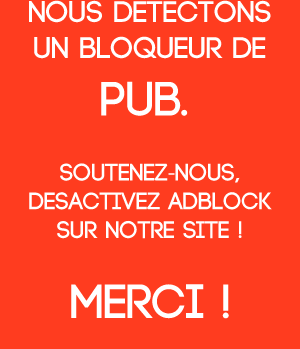 NOUS DETECTONS
UN BLOQUEUR DE
PUB.
SOUTENEZ-NOUS,
DESACTIVEZ ADBLOCK
SUR NOTRE SITE !
MERCI !